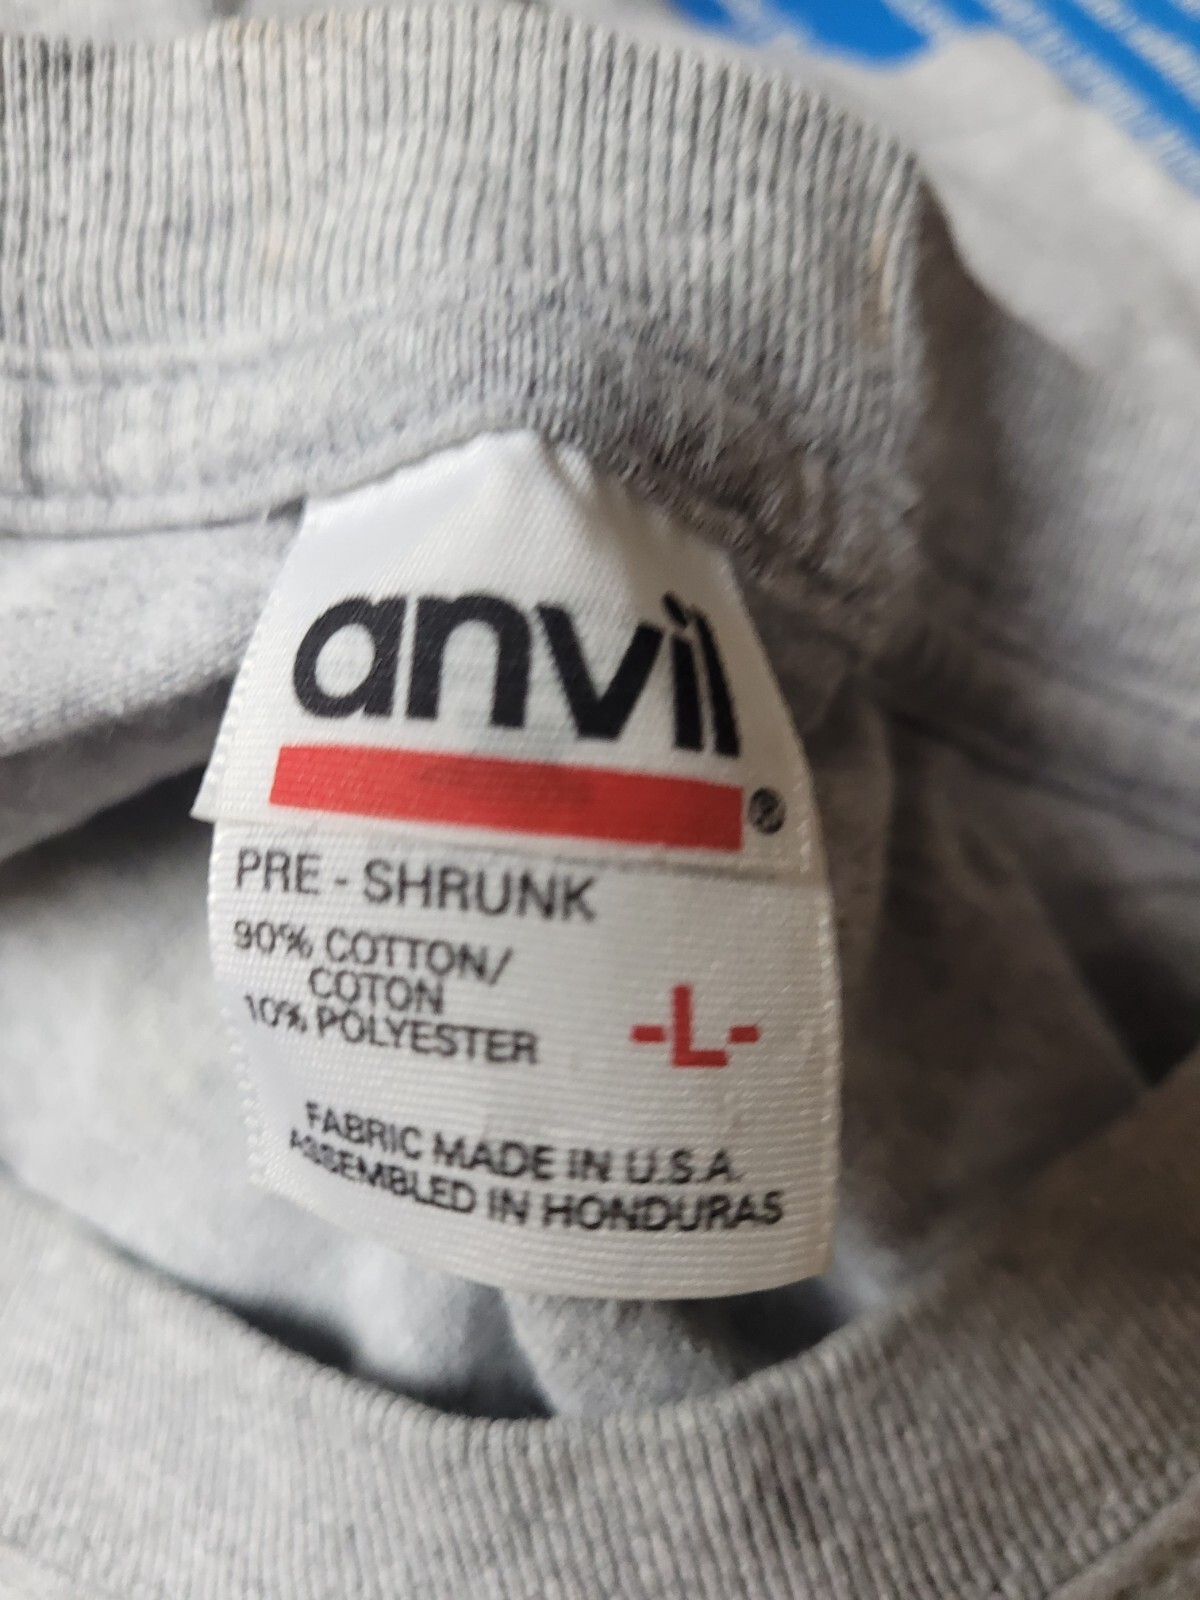 anvil
®
PRE - SHRUNK
90% COTTON/
COTON
10% POLYESTER
-L-
FABRIC MADE IN U.S.A.
ASSEMBLED IN HONDURAS